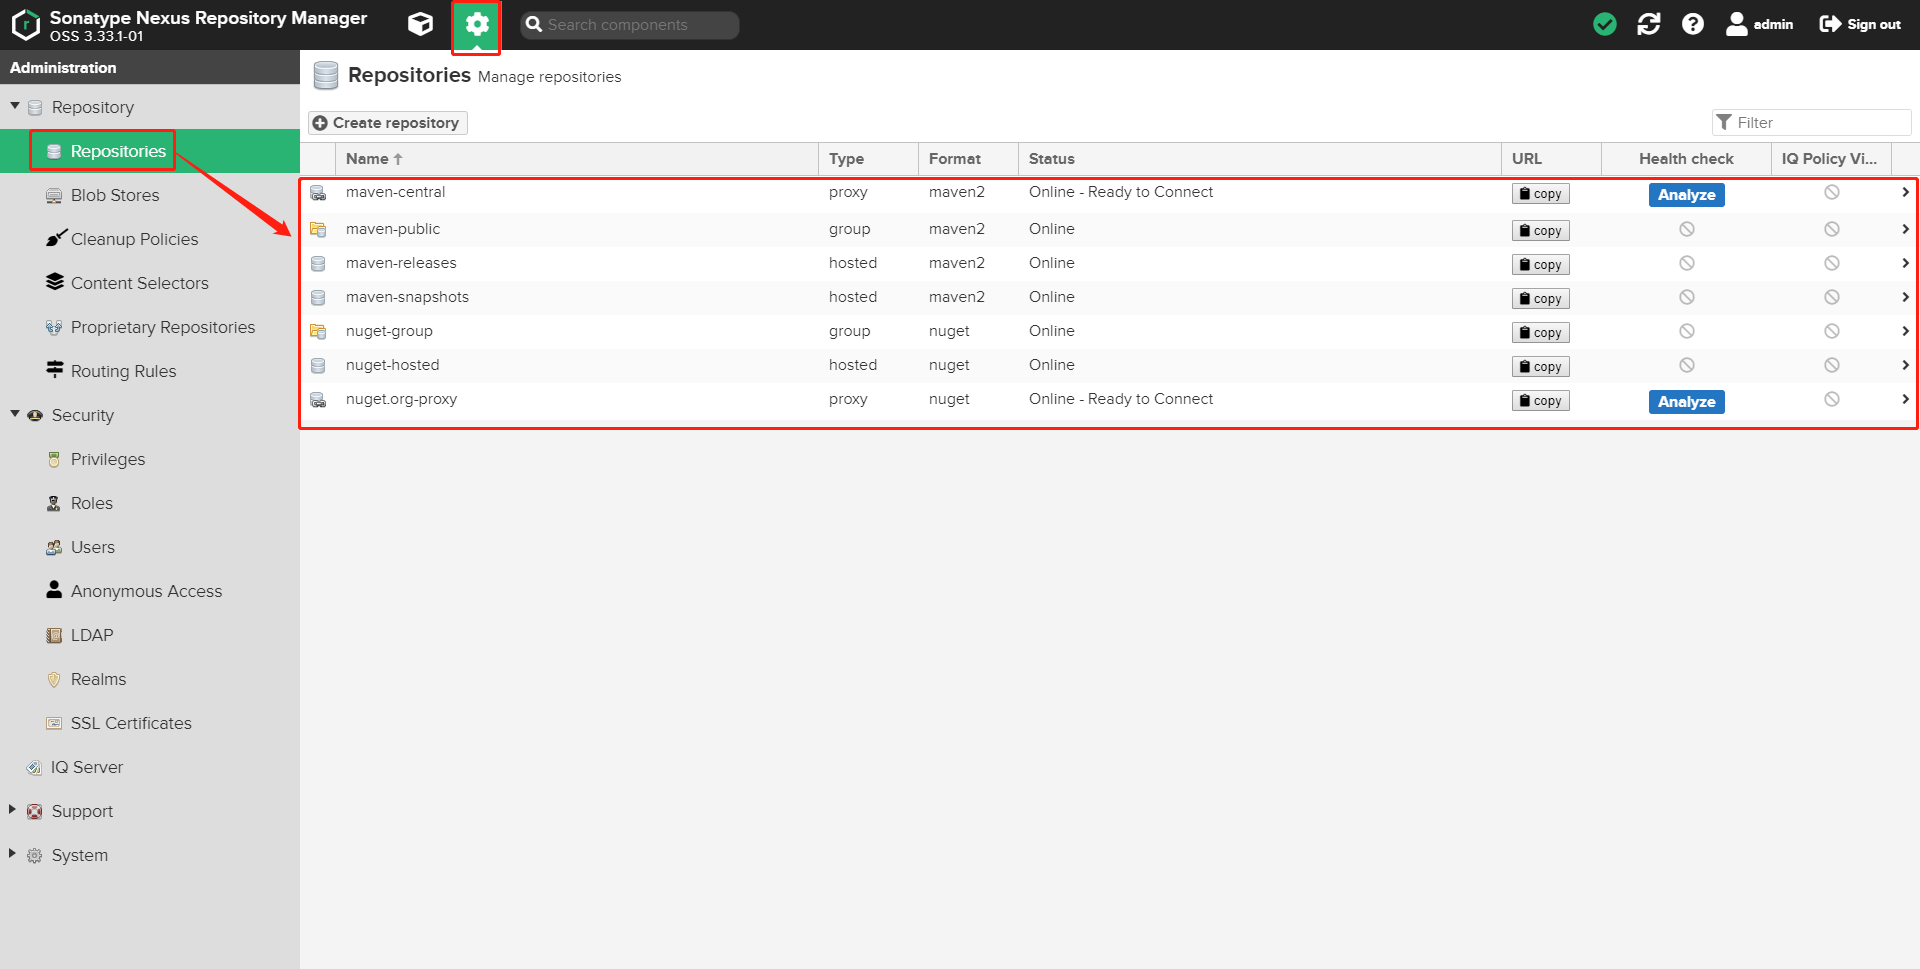 Sonatype Nexus Repository Manager
OSS 3.33.1-01
Search components
admin
Sign out
Administration
Repository
Repositories
Blob Stores
Cleanup Policies
Content Selectors
Proprietary Repositories
Routing Rules
Security
Privileges
Roles
Users
Anonymous Access
LDAP
Realms
SSL Certificates
IQ Server
Support
System
Repositories Manage repositories
Create repository
Filter
Name Type Format Status URL Health check IQ Policy Vi...
maven-central proxy maven2 Online - Ready to Connect copy Analyze
maven-public group maven2 Online copy
maven-releases hosted maven2 Online copy
maven-snapshots hosted maven2 Online copy
nuget-group group nuget Online copy
nuget-hosted hosted nuget Online copy
nuget.org-proxy proxy nuget Online - Ready to Connect copy Analyze